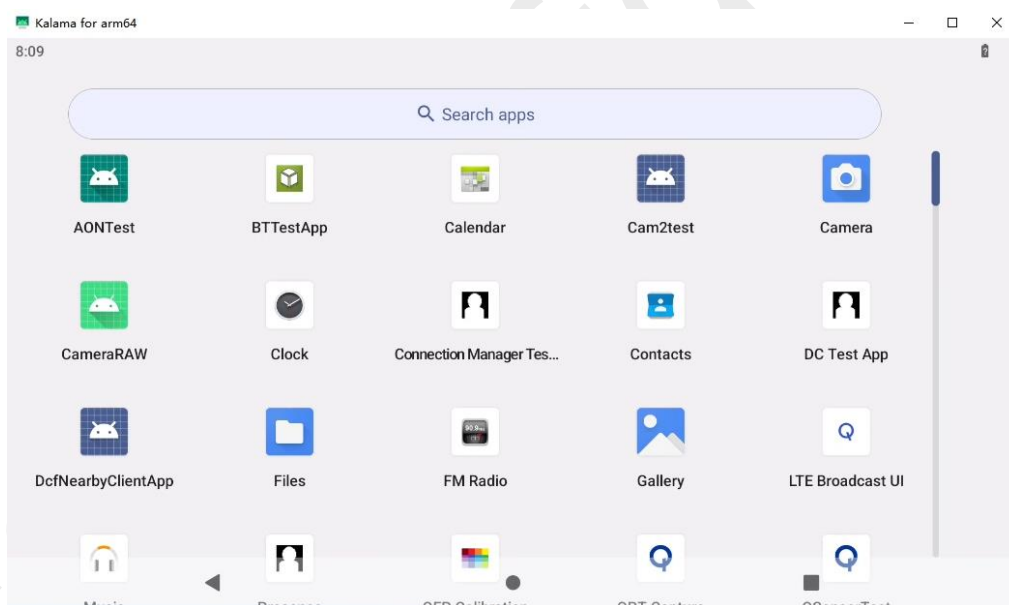 Kalama for arm64
8:09
Search apps
AONTest
BTTestApp
Calendar
Cam2test
Camera
CameraRAW
Clock
Connection Manager Tes...
Contacts
DC Test App
DcfNearbyClientApp
Files
FM Radio
Gallery
LTE Broadcast UI